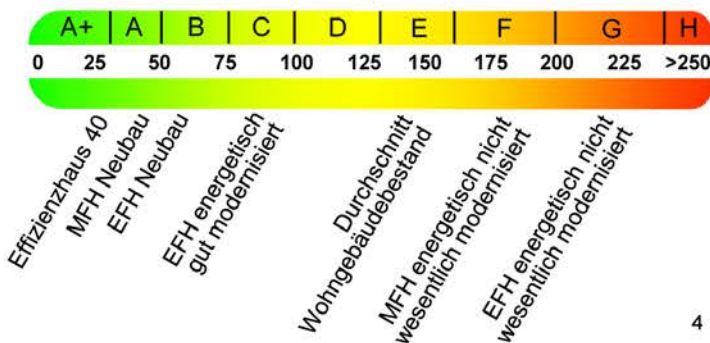 A+ A B C D E F G H
0 25 50 75 100 125 150 175 200 225 >250
Effizienzhaus 40
MFH Neubau
EFH Neubau
EFH energetisch
gut modernisiert
Durchschnitt
Wohngebäudebestand
MFH energetisch nicht
wesentlich modernisiert
EFH energetisch nicht
wesentlich modernisiert
4